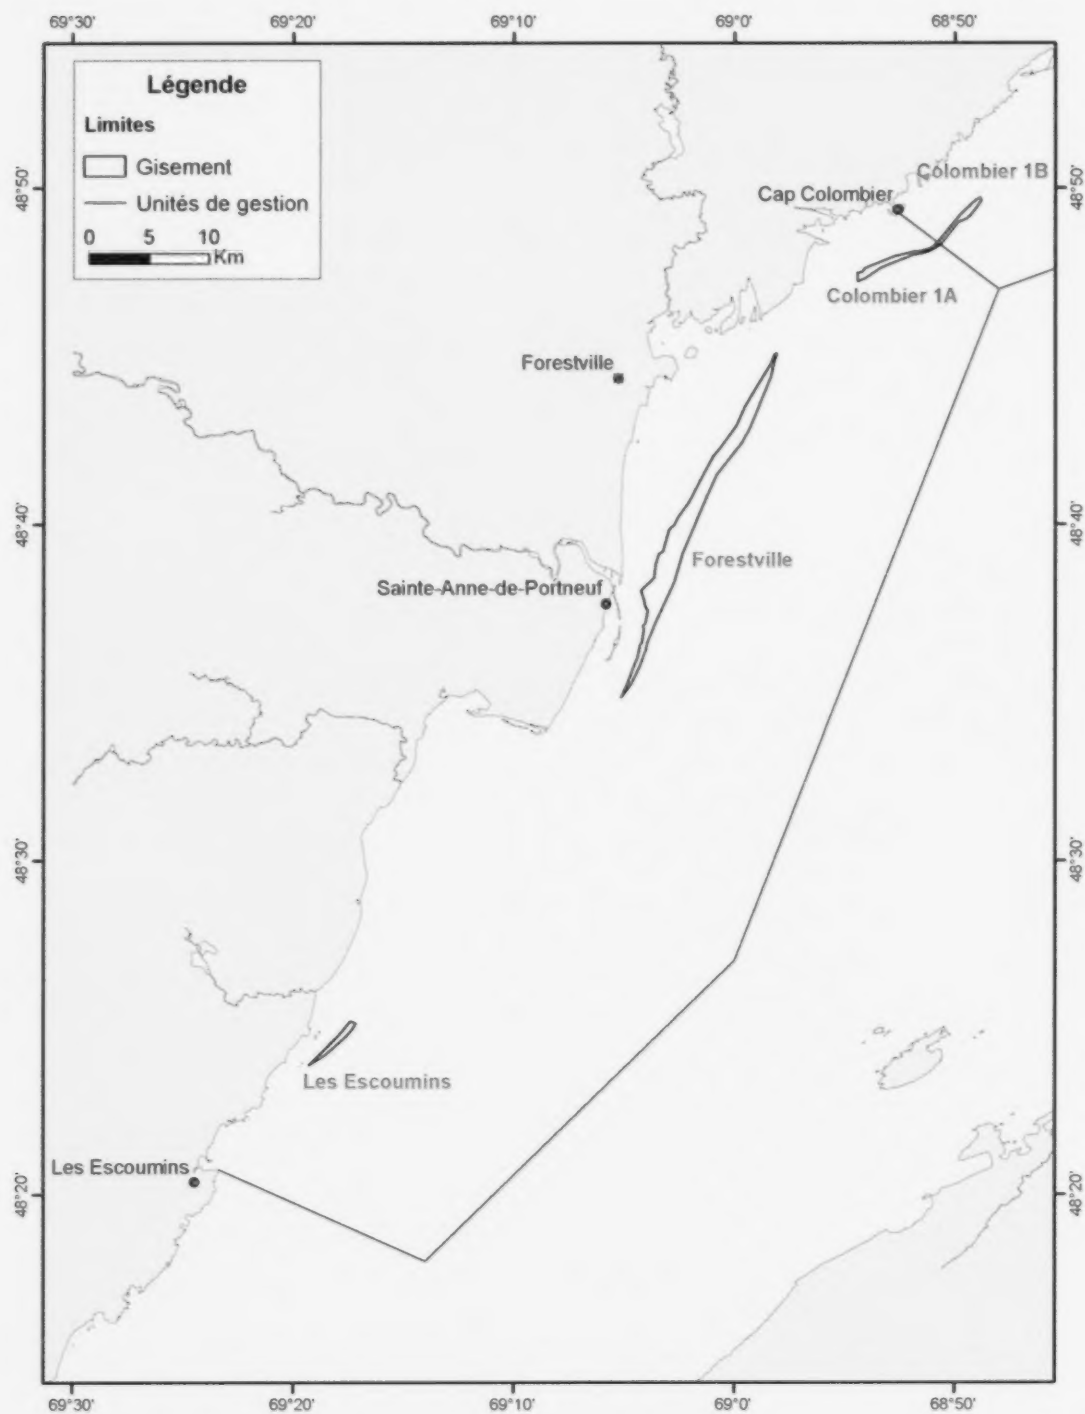 69°30' 69°20' 69°10' 69°0' 68°50'
Légende
Limites
Gisement
Unités de gestion
0 5 10
Km
48°50' 48°50'
Colombier 1B
Cap Colombier
Colombier 1A
Forestville
48°40' 48°40'
Forestville
Sainte-Anne-de-Portneuf
48°30' 48°30'
Les Escoumins
Les Escoumins
48°20' 48°20'
69°30' 69°20' 69°10' 69°0' 68°50'